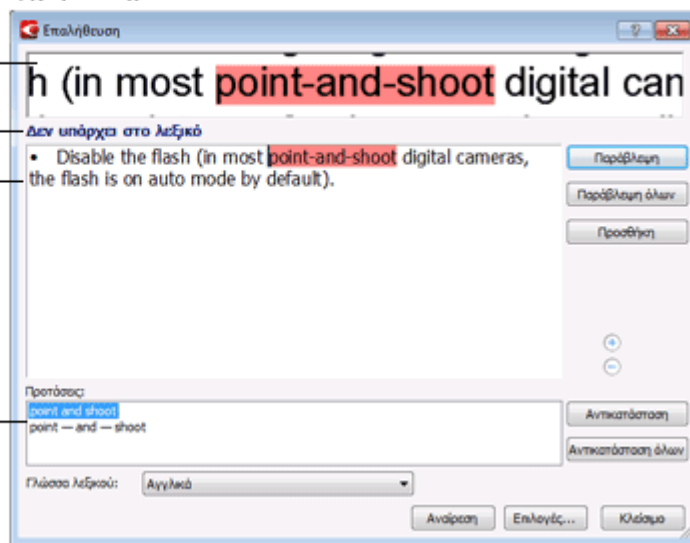 Επαλήθευση
h (in most point-and-shoot digital can
Δεν υπάρχει στο λεξικό
• Disable the flash (in most point-and-shoot digital cameras,
the flash is on auto mode by default).
Παράβλεψη
Παράβλεψη όλων
Προσθήκη
Προτάσεις:
point and shoot
point — and — shoot
Αντικατάσταση
Αντικατάσταση όλων
Γλώσσα λεξικού: Αγγλικά
Αναίρεση Επιλογές... Κλείσιμο